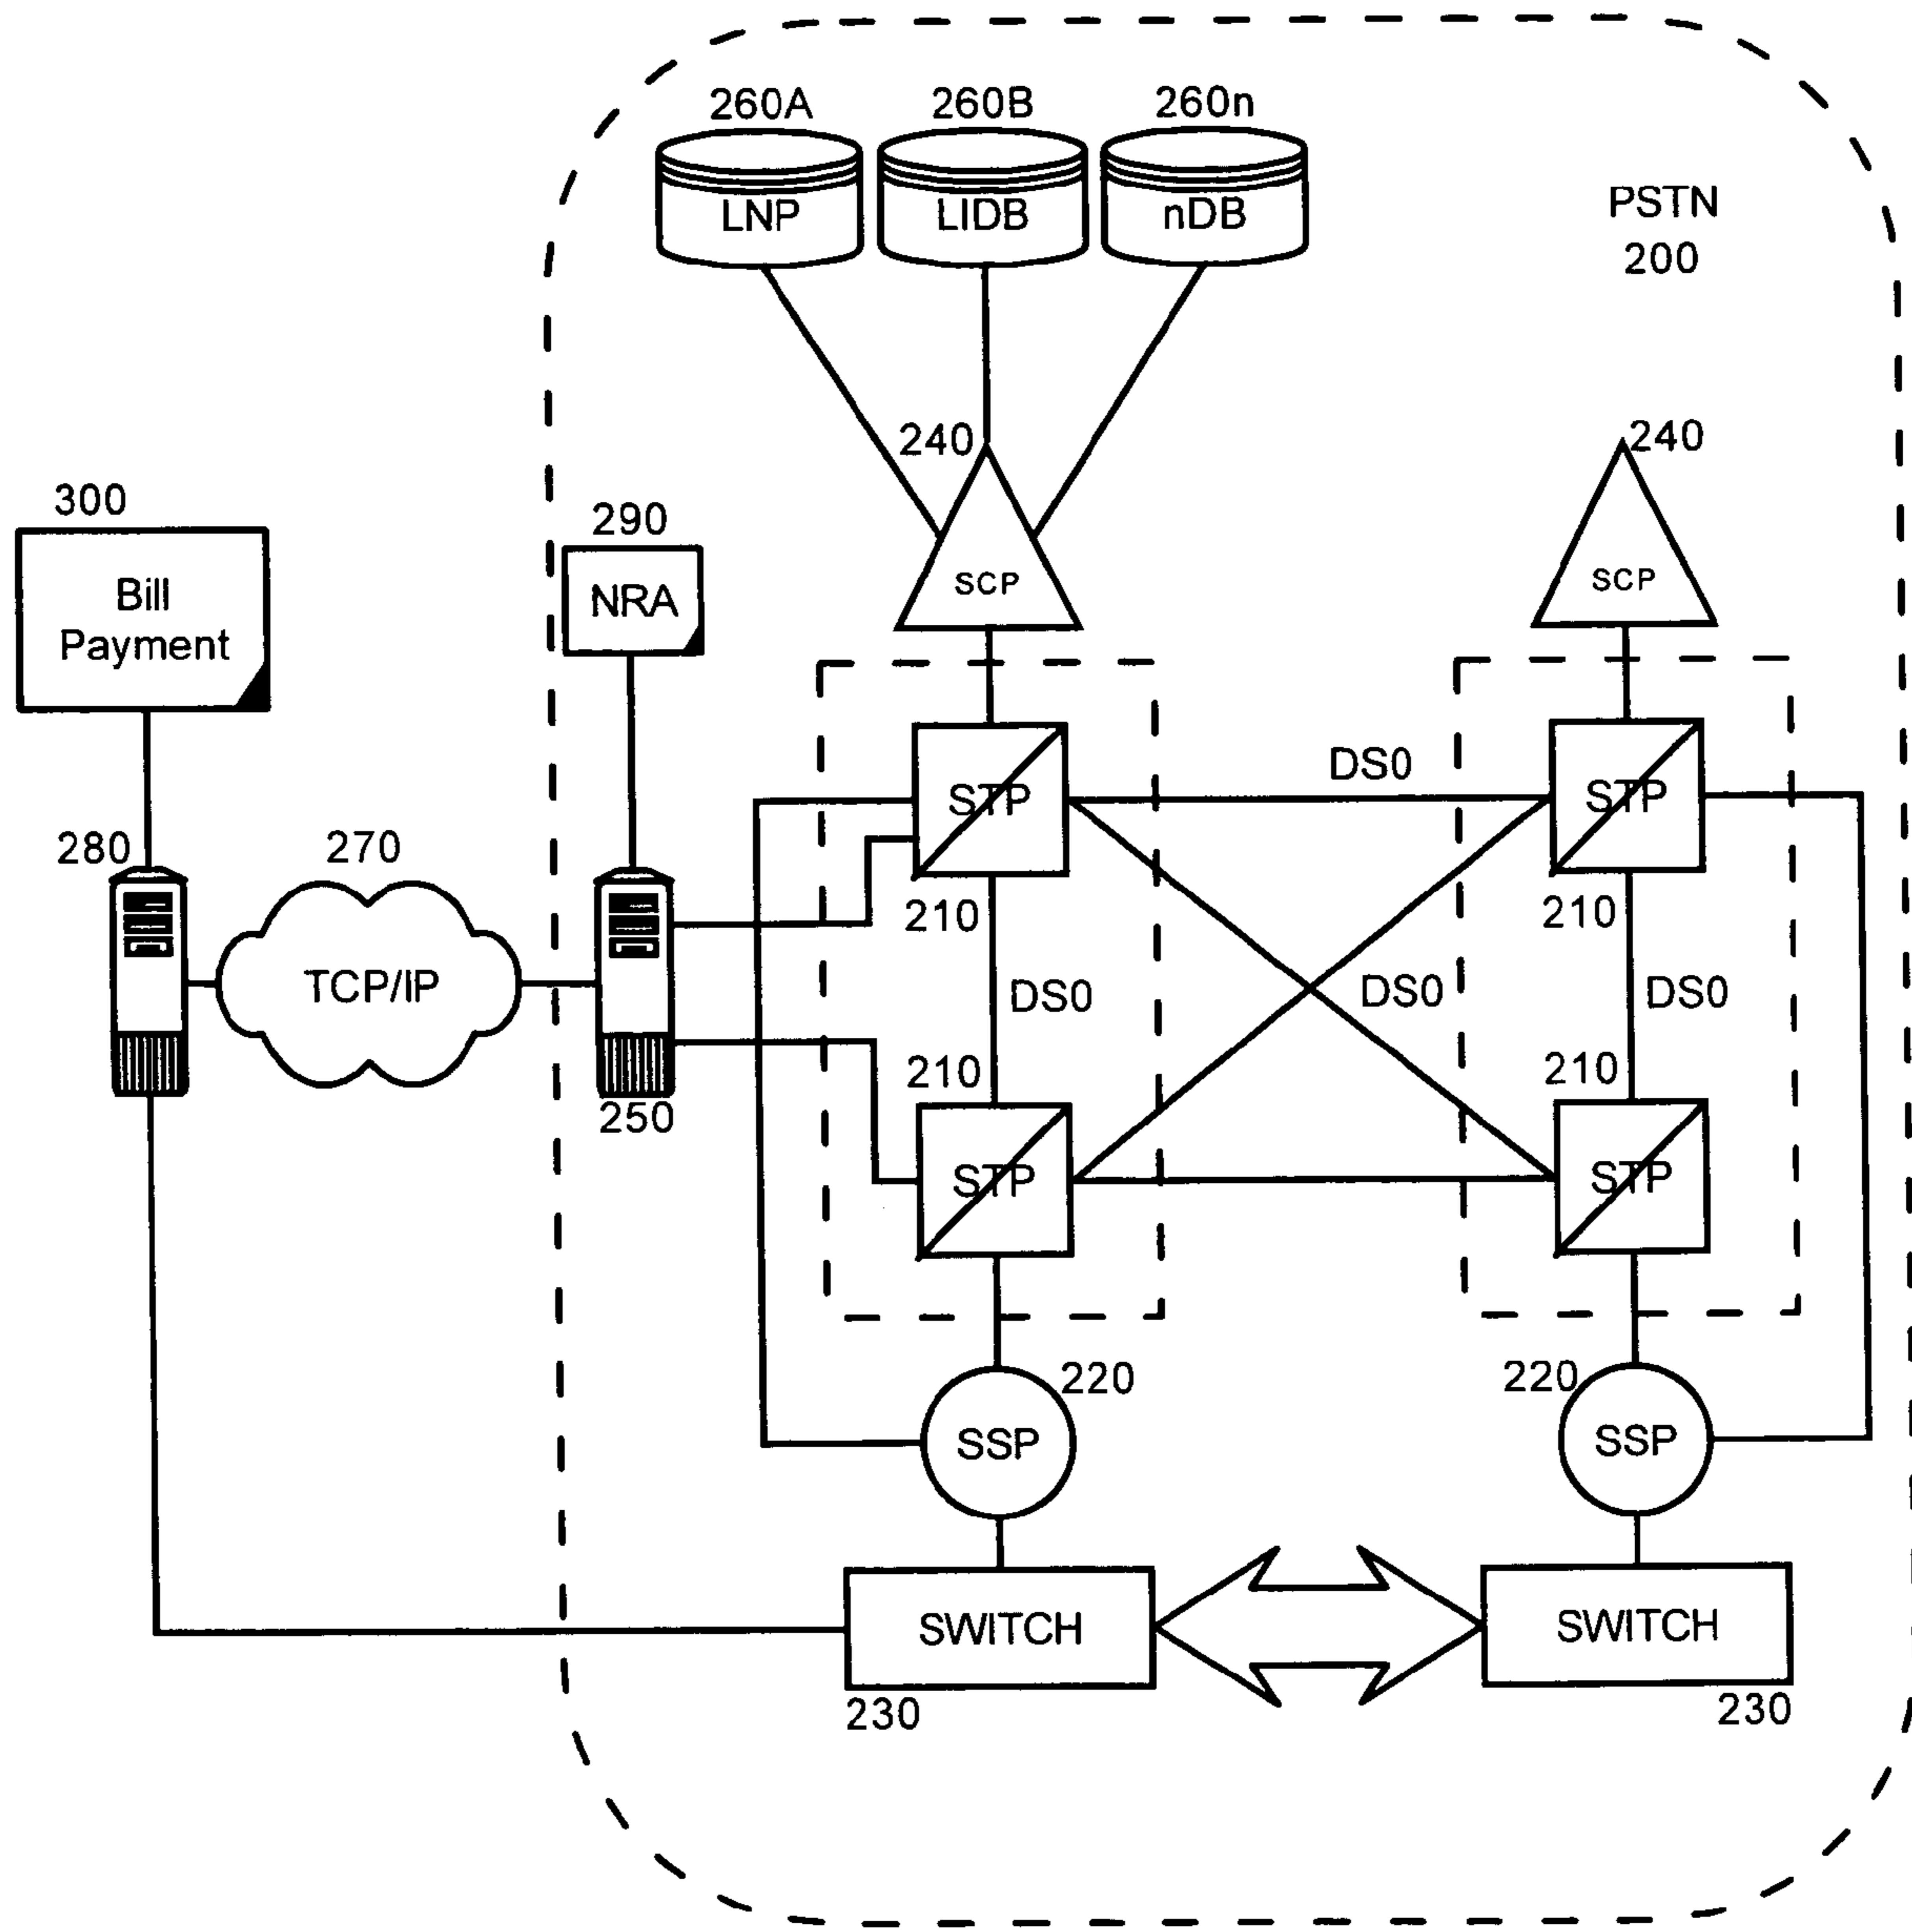 260A
260B
260n
LNP
LIDB
nDB
PSTN
200
240
240
300
290
Bill
Payment
NRA
SCP
SCP
DS0
STP
STP
280
270
210
210
TCP/IP
DS0
DS0
DS0
210
210
250
STP
STP
220
220
SSP
SSP
SWITCH
SWITCH
230
230